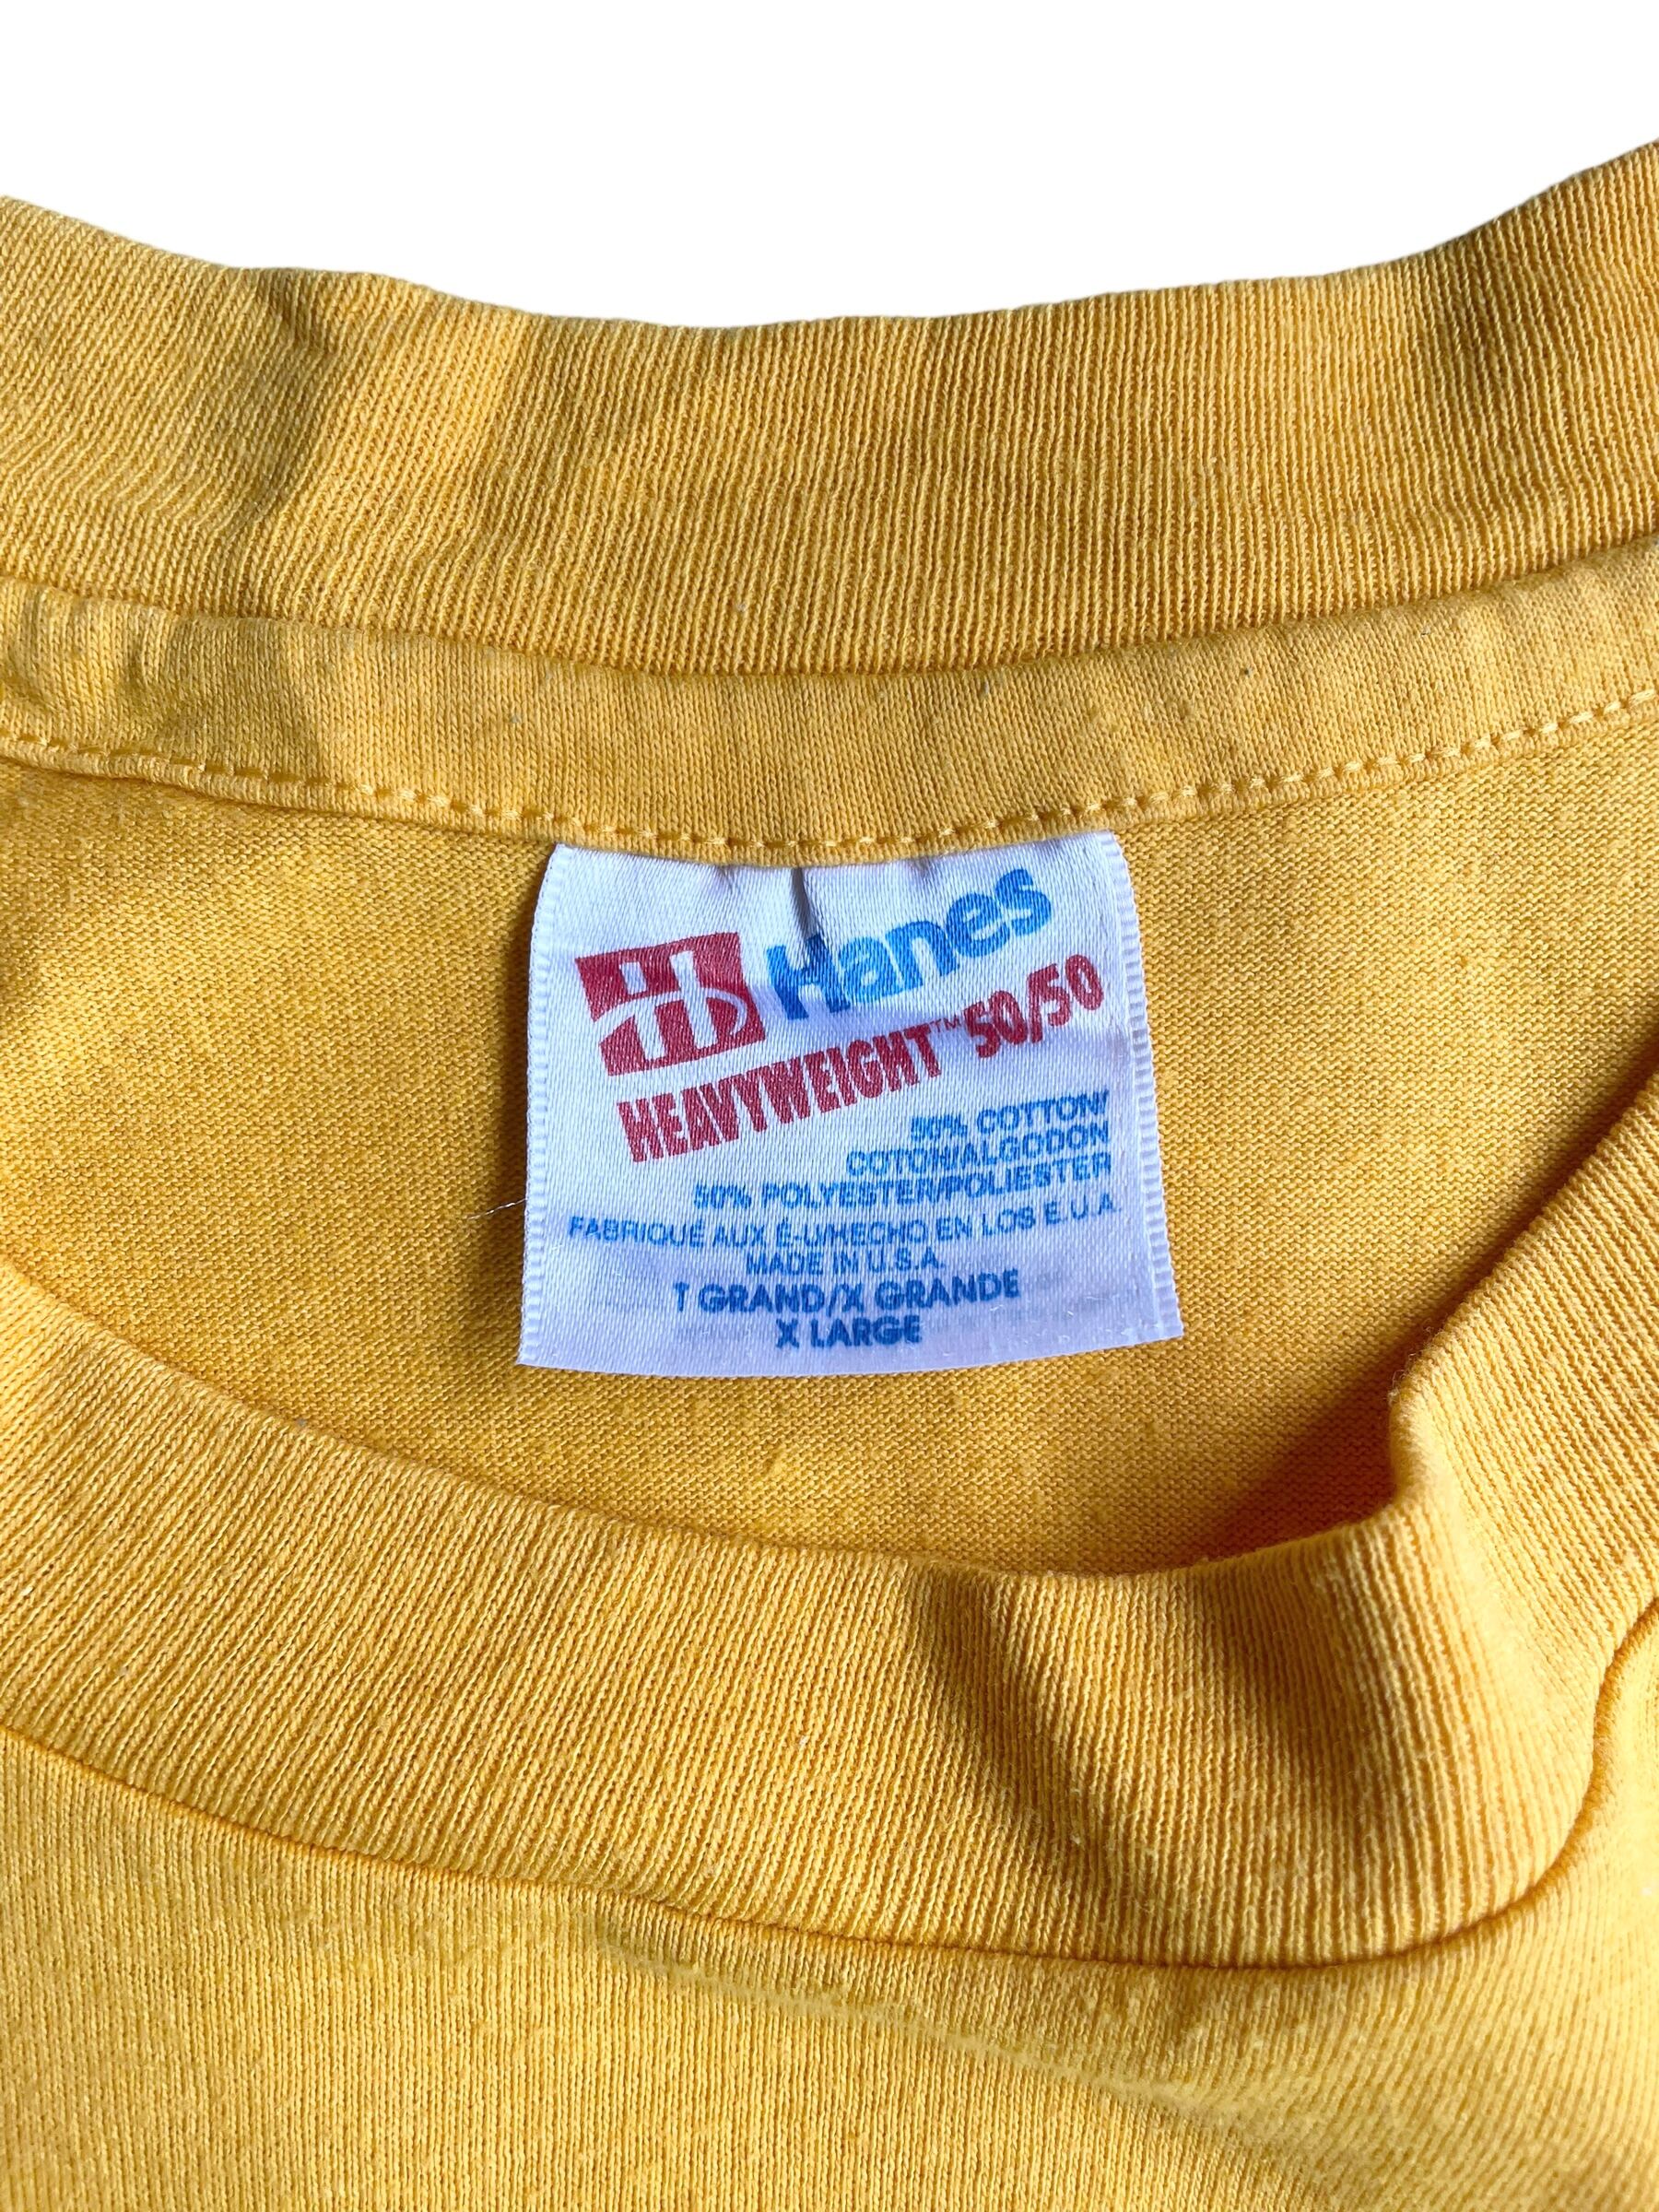 Hanes
HEAVYWEIGHT™ 50/50
50% COTTON/
COTON/ALGODON
50% POLYESTER/POLIESTER
FABRIQUÉ AUX É-U/HECHO EN LOS E.U.A.
MADE IN U.S.A.
T GRAND/X GRANDE
X LARGE